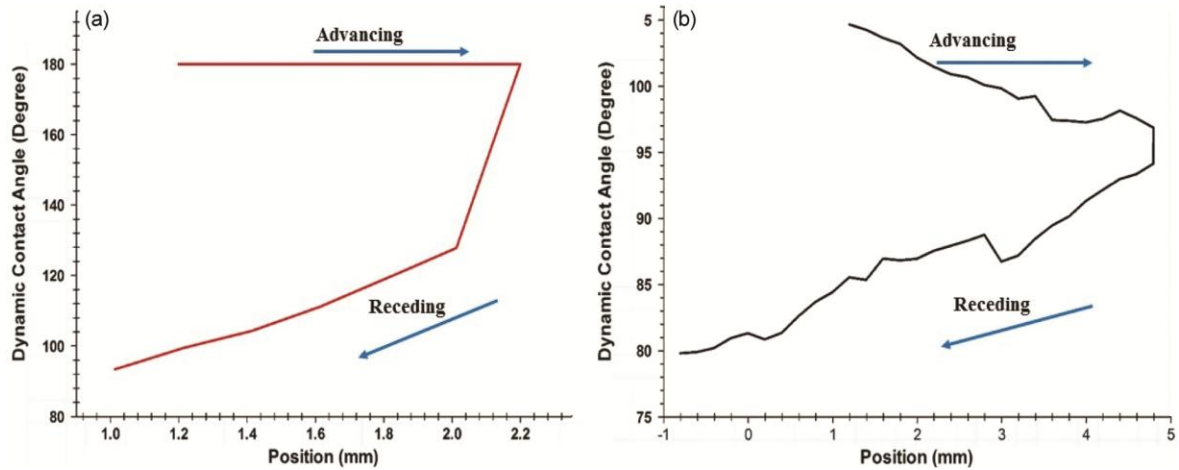 (a)
Advancing
Receding
Dynamic Contact Angle (Degree)
180
160
140
120
100
80
1.0 1.2 1.4 1.6 1.8 2.0 2.2
Position (mm)
(b)
Advancing
Receding
Dynamic Contact Angle (Degree)
5
100
95
90
85
80
75
-1 0 1 2 3 4 5
Position (mm)